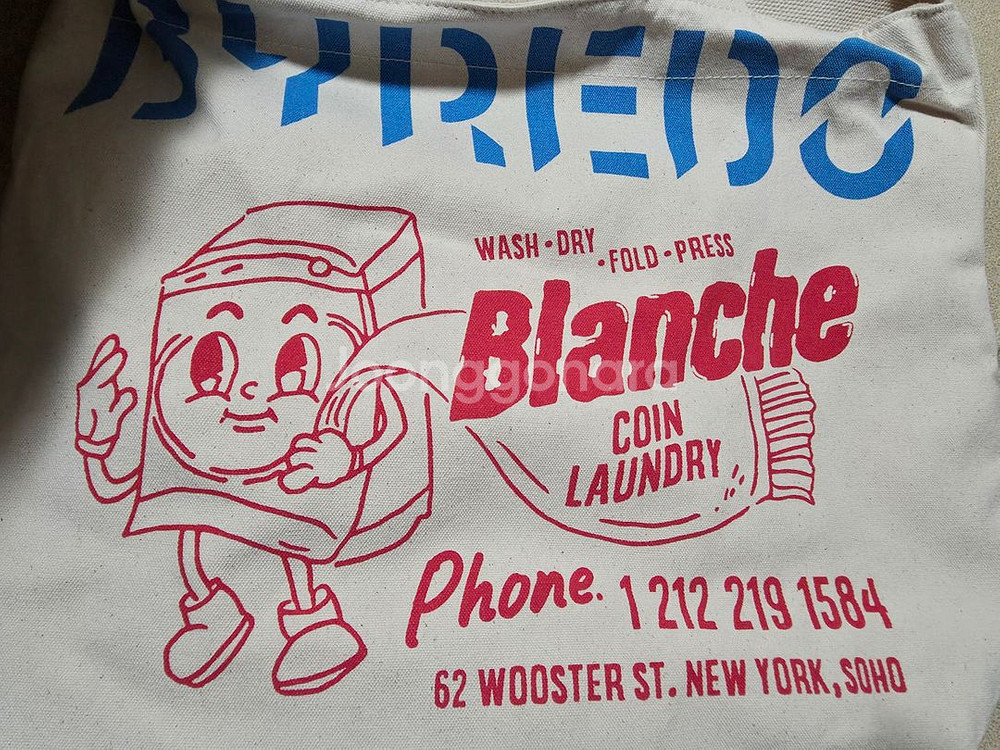 BYREDO
WASH • DRY
• FOLD • PRESS
Blanche
Joonggonara
COIN
LAUNDRY
Phone. 1 212 219 1584
62 WOOSTER ST. NEW YORK, SOHO